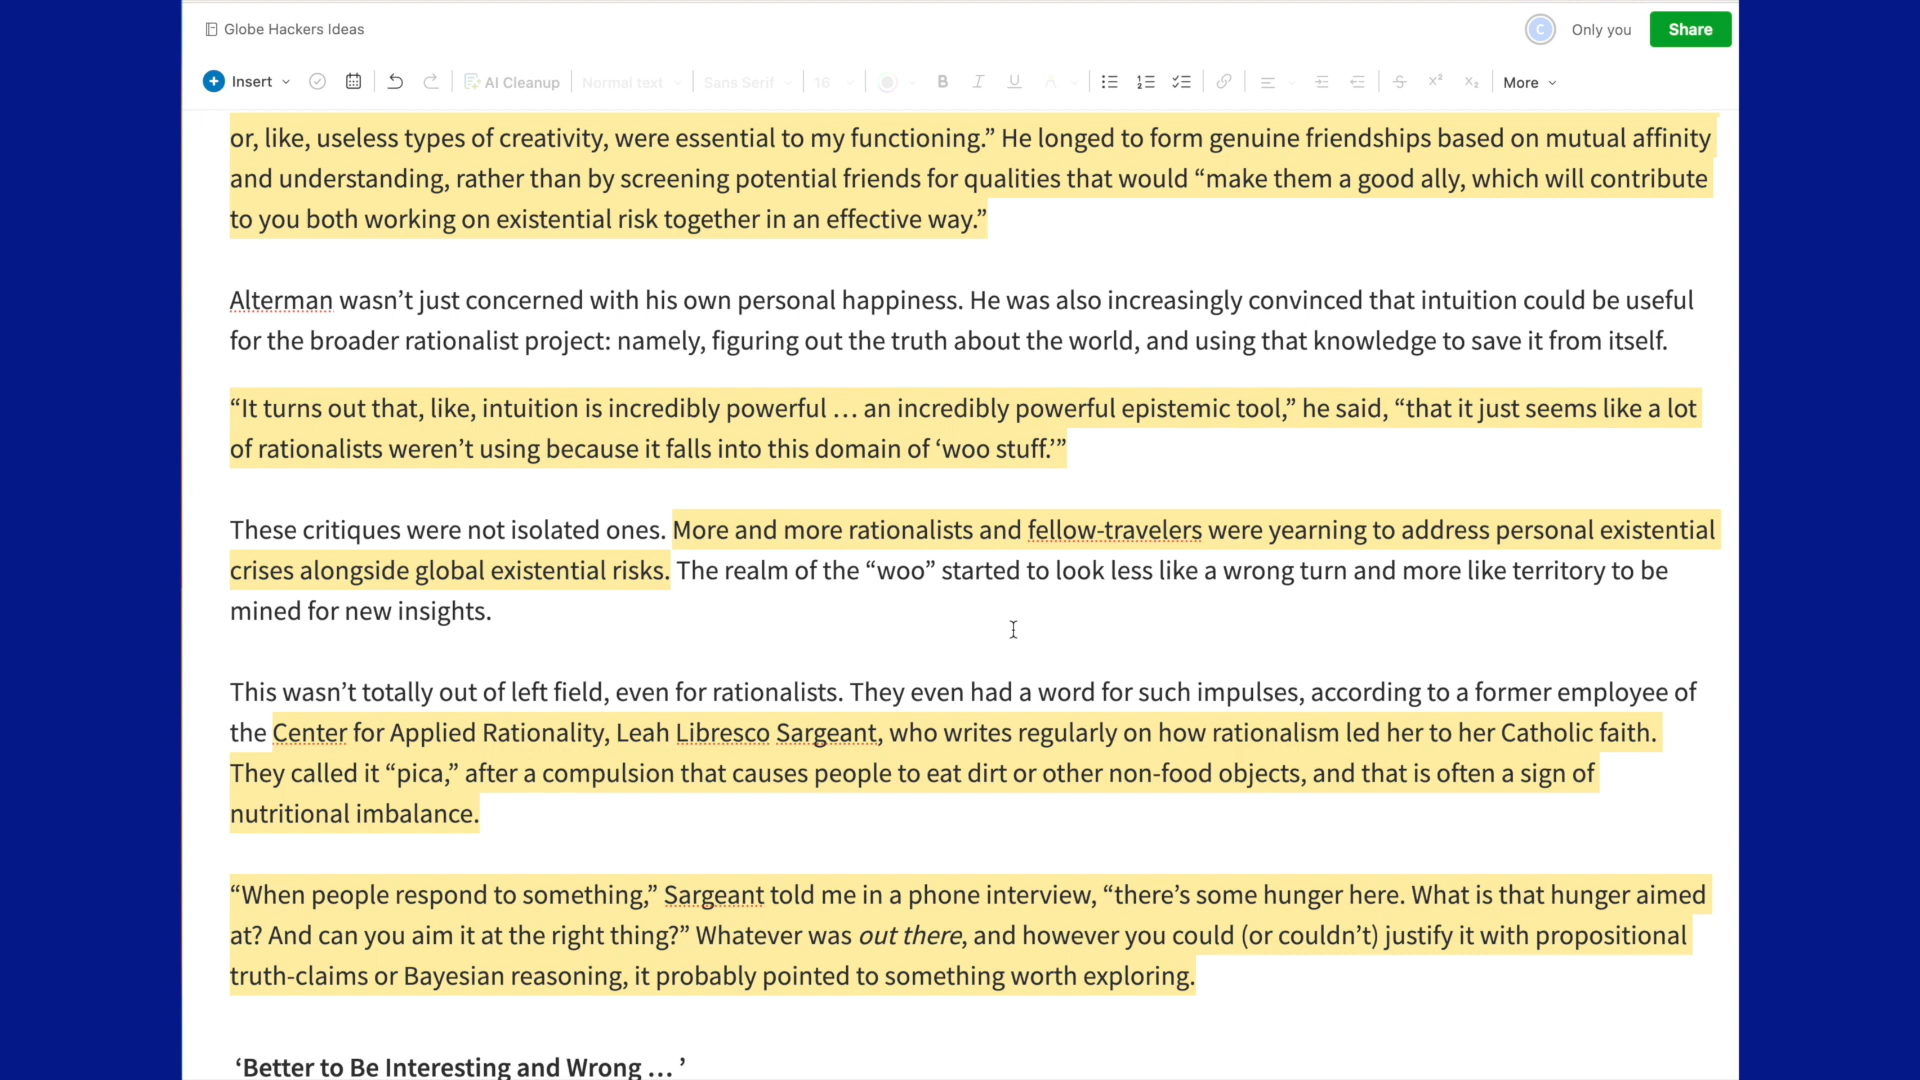 Globe Hackers Ideas
C
Only you
Share
Insert
AI Cleanup
Normal text
Sans Serif
16
B
I
U
A
More
or, like, useless types of creativity, were essential to my functioning.” He longed to form genuine friendships based on mutual affinity
and understanding, rather than by screening potential friends for qualities that would “make them a good ally, which will contribute
to you both working on existential risk together in an effective way.”
Alterman wasn’t just concerned with his own personal happiness. He was also increasingly convinced that intuition could be useful
for the broader rationalist project: namely, figuring out the truth about the world, and using that knowledge to save it from itself.
“It turns out that, like, intuition is incredibly powerful … an incredibly powerful epistemic tool,” he said, “that it just seems like a lot
of rationalists weren’t using because it falls into this domain of ‘woo stuff.’”
These critiques were not isolated ones. More and more rationalists and fellow-travelers were yearning to address personal existential
crises alongside global existential risks. The realm of the “woo” started to look less like a wrong turn and more like territory to be
mined for new insights.
This wasn’t totally out of left field, even for rationalists. They even had a word for such impulses, according to a former employee of
the Center for Applied Rationality, Leah Libresco Sargeant, who writes regularly on how rationalism led her to her Catholic faith.
They called it “pica,” after a compulsion that causes people to eat dirt or other non-food objects, and that is often a sign of
nutritional imbalance.
“When people respond to something,” Sargeant told me in a phone interview, “there’s some hunger here. What is that hunger aimed
at? And can you aim it at the right thing?” Whatever was out there, and however you could (or couldn’t) justify it with propositional
truth-claims or Bayesian reasoning, it probably pointed to something worth exploring.
‘Better to Be Interesting and Wrong … ’